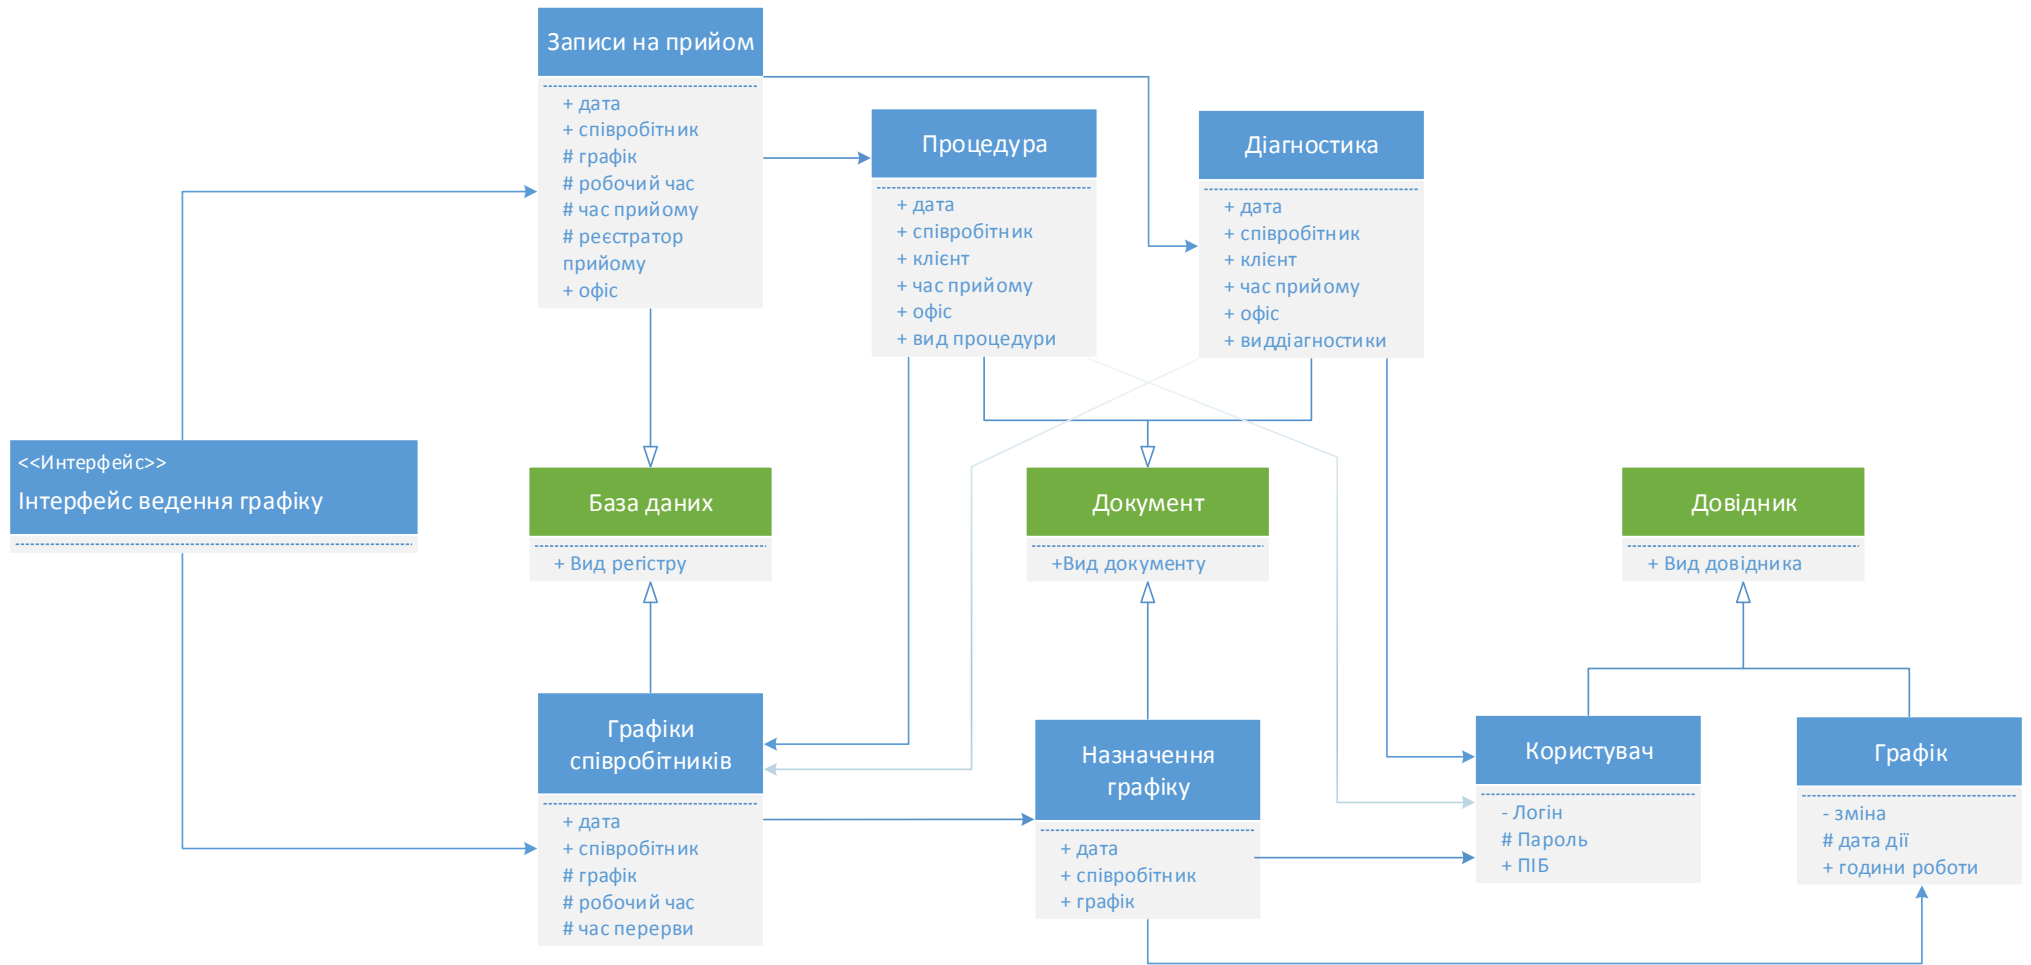 Записи на прийом
+ дата
+ співробітник
# графік
# робочий час
# час прийому
# реєстратор
прийому
+ офіс
Процедура
+ дата
+ співробітник
+ клієнт
+ час прийому
+ офіс
+ вид процедури
Діагностика
+ дата
+ співробітник
+ клієнт
+ час прийому
+ офіс
+ виддіагностики
<<Интерфейс>>
Інтерфейс ведення графіку
База даних
+ Вид регістру
Документ
+Вид документу
Довідник
+ Вид довідника
Графіки
співробітників
+ дата
+ співробітник
# графік
# робочий час
# час перерви
Назначення
графіку
+ дата
+ співробітник
+ графік
Користувач
- Логін
# Пароль
+ ПІБ
Графік
- зміна
# дата дії
+ години роботи